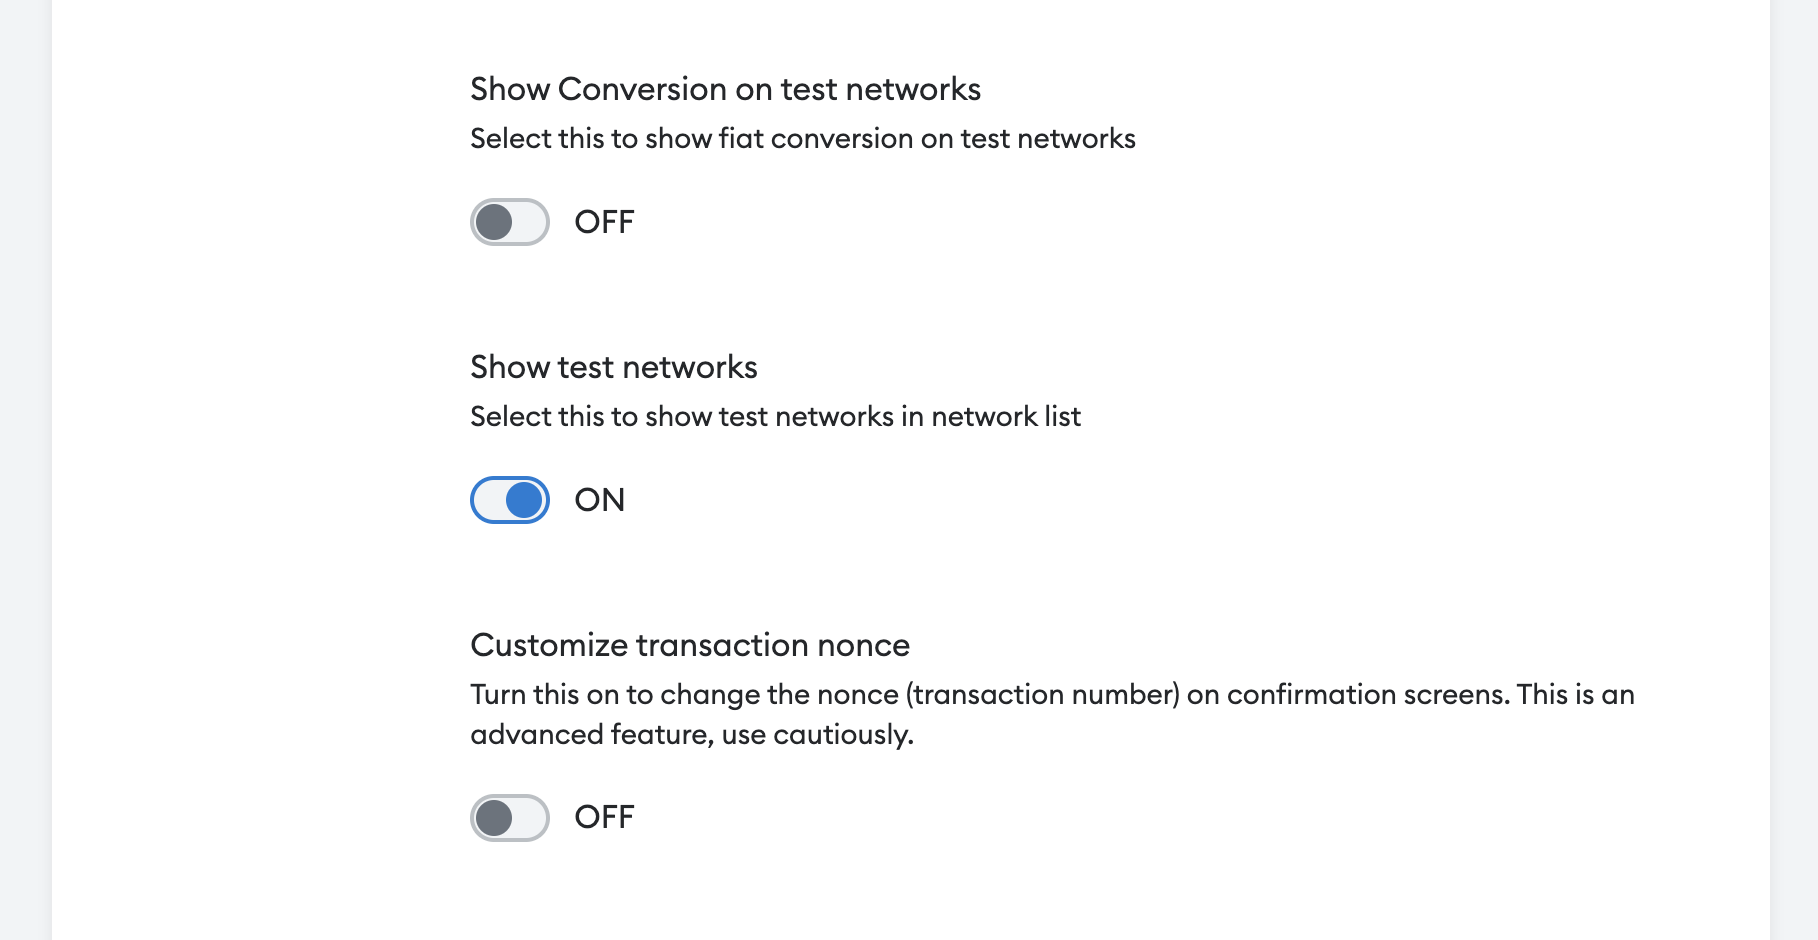 Show Conversion on test networks
Select this to show fiat conversion on test networks
OFF
Show test networks
Select this to show test networks in network list
ON
Customize transaction nonce
Turn this on to change the nonce (transaction number) on confirmation screens. This is an
advanced feature, use cautiously.
OFF